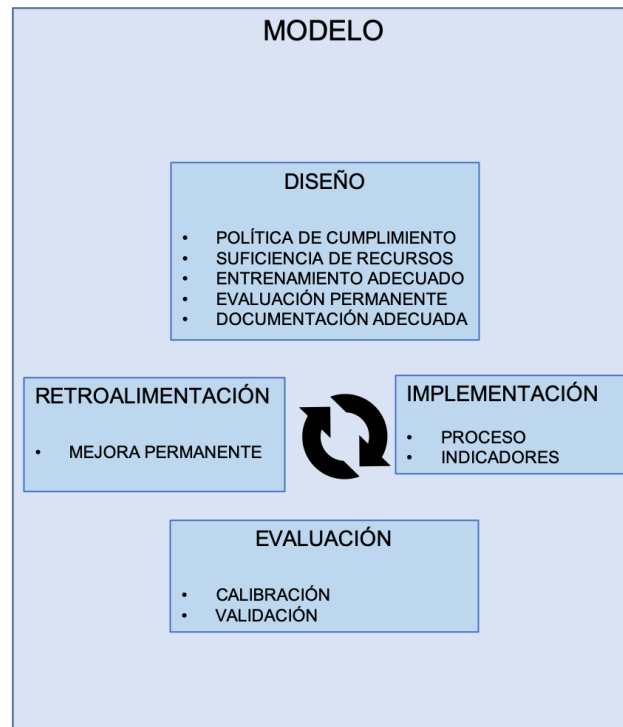 MODELO
DISEÑO
• POLÍTICA DE CUMPLIMIENTO
• SUFICIENCIA DE RECURSOS
• ENTRENAMIENTO ADECUADO
• EVALUACIÓN PERMANENTE
• DOCUMENTACIÓN ADECUADA
RETROALIMENTACIÓN
• MEJORA PERMANENTE
IMPLEMENTACIÓN
• PROCESO
• INDICADORES
EVALUACIÓN
• CALIBRACIÓN
• VALIDACIÓN